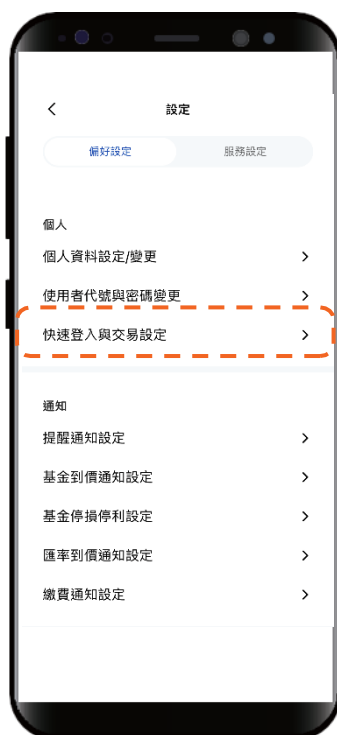 設定
偏好設定 服務設定
個人
個人資料設定/變更
使用者代號與密碼變更
快速登入與交易設定
通知
提醒通知設定
基金到價通知設定
基金停損停利設定
匯率到價通知設定
繳費通知設定